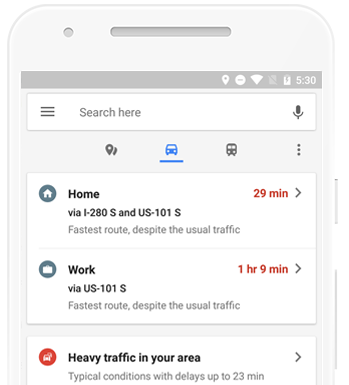 5:30
Search here
Home 29 min
via I-280 S and US-101 S
Fastest route, despite the usual traffic
Work 1 hr 9 min
via US-101 S
Fastest route, despite the usual traffic
Heavy traffic in your area
Typical conditions with delays up to 23 min